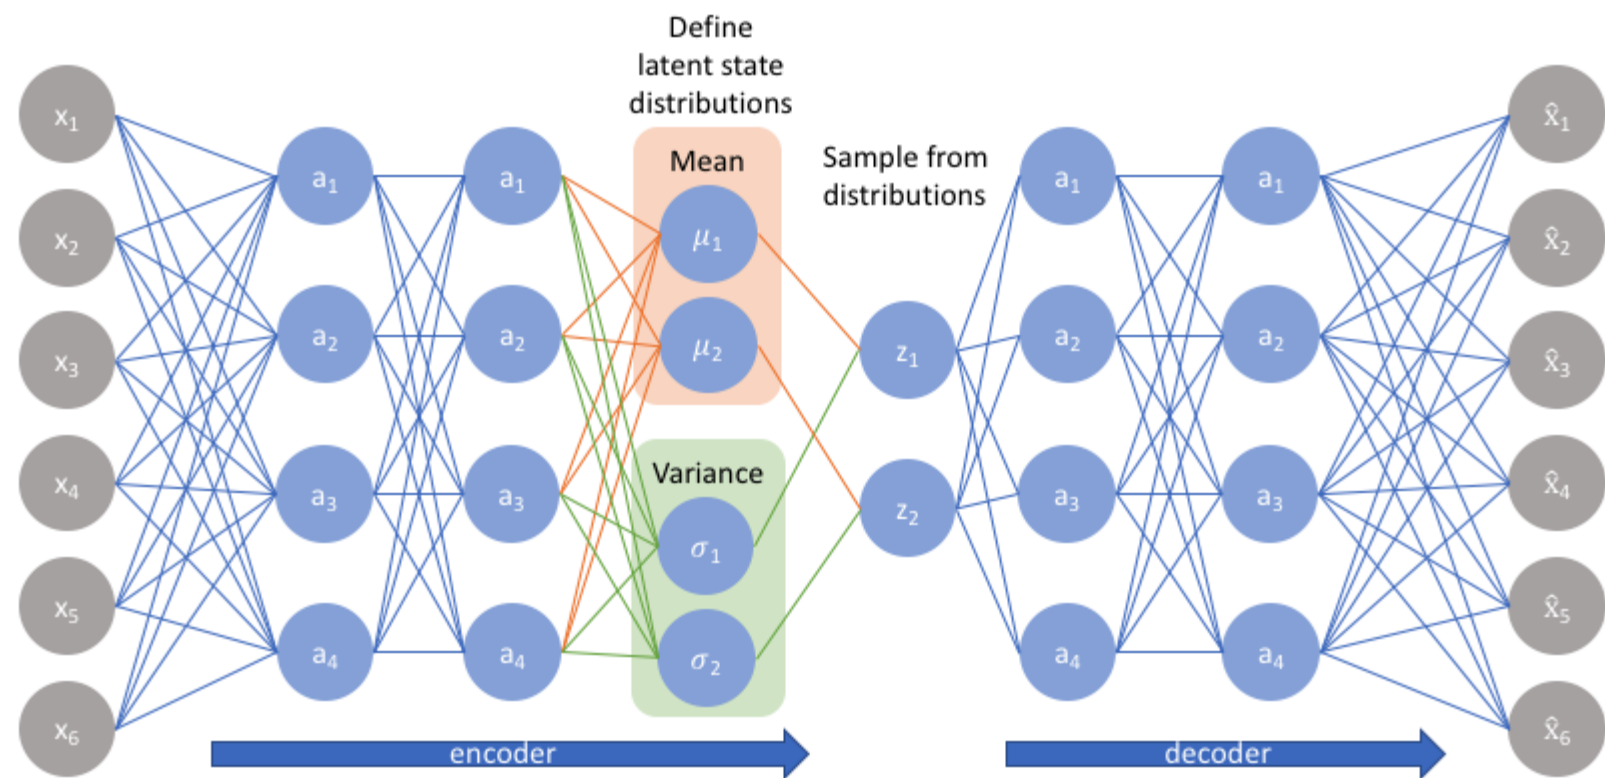 Define
latent state
distributions
Mean
Sample from
distributions
Variance
x₁
x₂
x₃
x₄
x₅
x₆
a₁
a₂
a₃
a₄
a₁
a₂
a₃
a₄
μ₁
μ₂
σ₁
σ₂
z₁
z₂
a₁
a₂
a₃
a₄
a₁
a₂
a₃
a₄
x̂₁
x̂₂
x̂₃
x̂₄
x̂₅
x̂₆
encoder
decoder